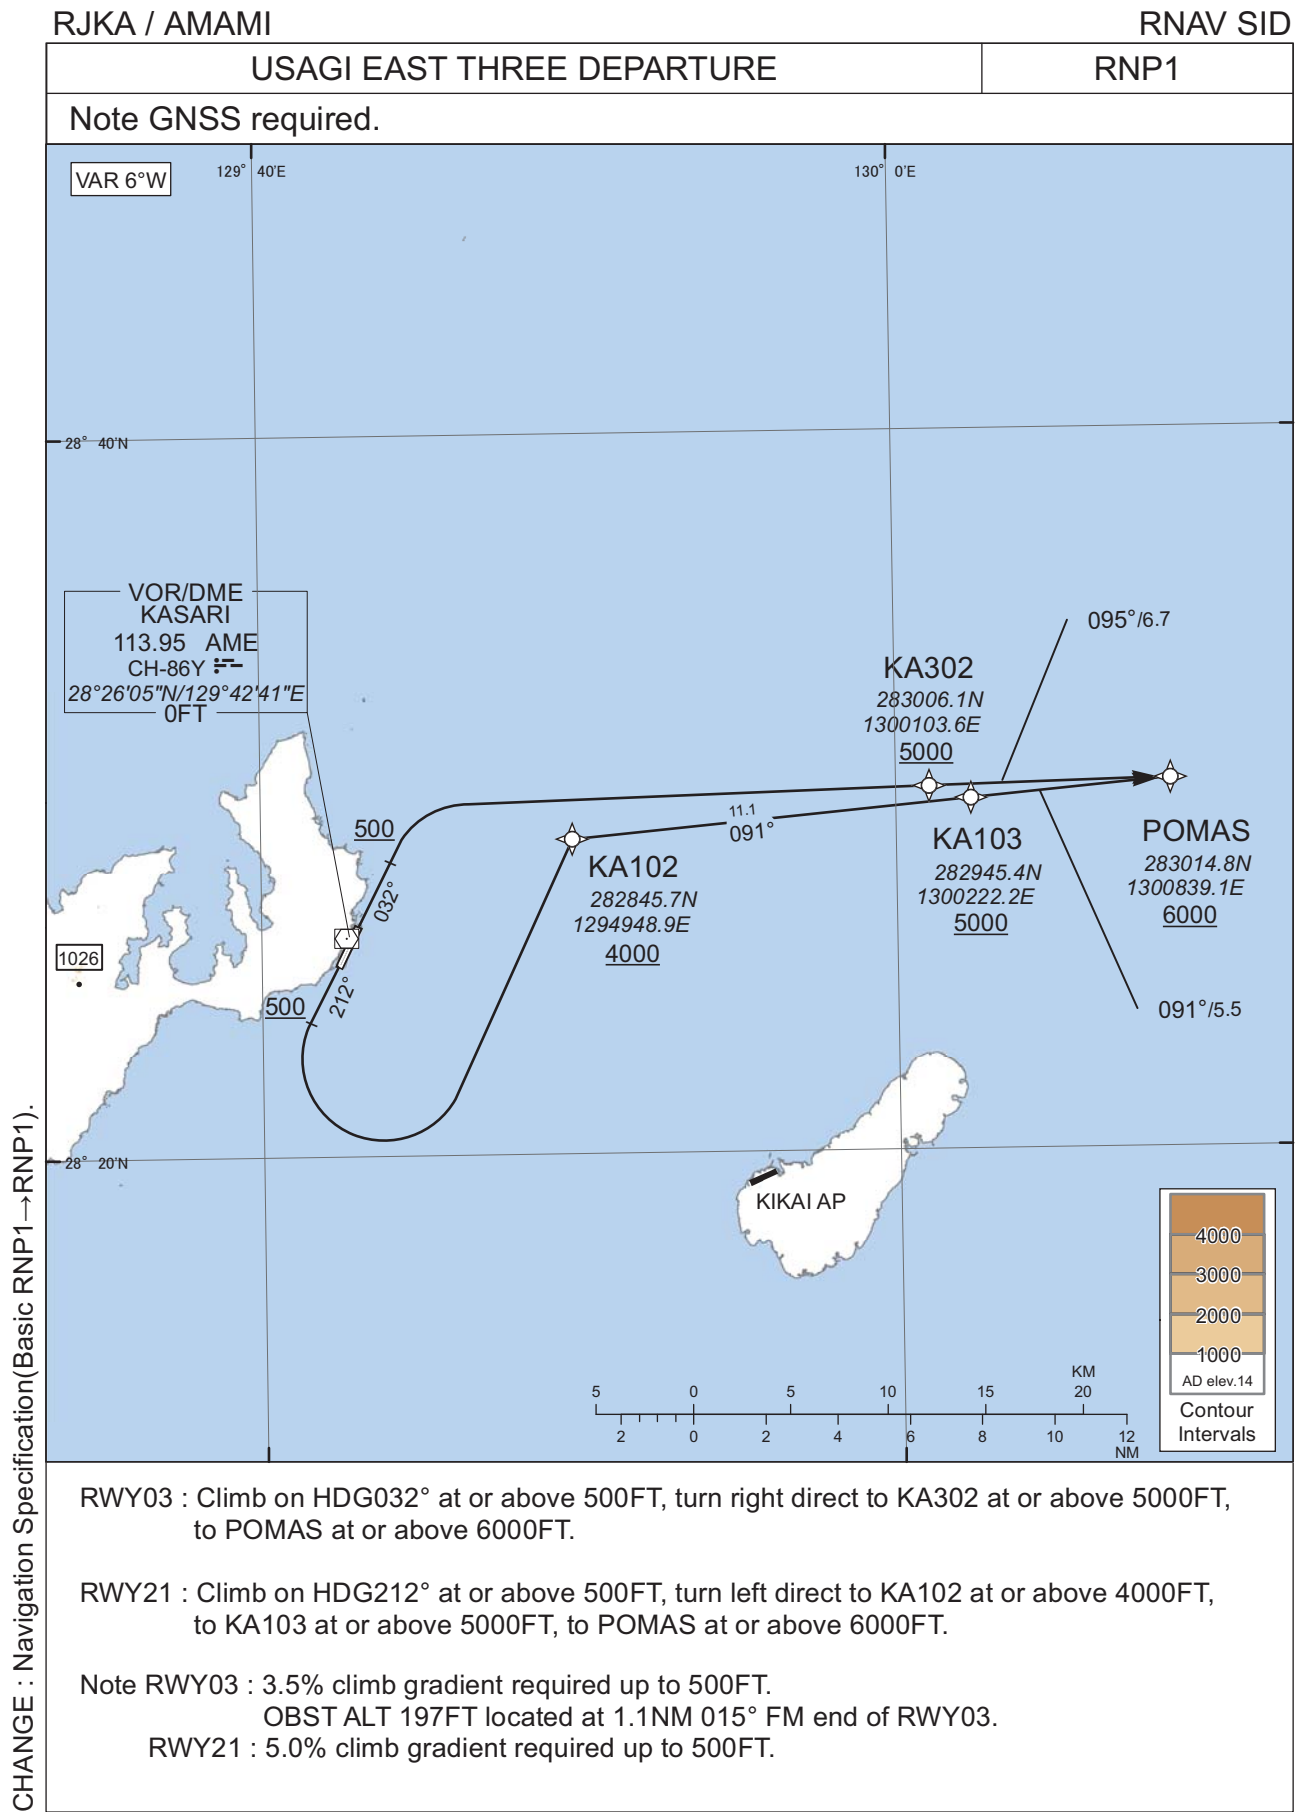 RJKA / AMAMI
RNAV SID
USAGI EAST THREE DEPARTURE
RNP1
Note GNSS required.
VAR 6°W
129° 40'E
130° 0'E
28° 40'N
VOR/DME
KASARI
113.95 AME
CH-86Y
28°26'05"N/129°42'41"E
0FT
095°/6.7
KA302
283006.1N
1300103.6E
5000
500
032°
11.1
091°
KA102
282845.7N
1294948.9E
4000
KA103
282945.4N
1300222.2E
5000
POMAS
283014.8N
1300839.1E
6000
1026
500
212°
091°/5.5
28° 20'N
KIKAI AP
4000
3000
2000
1000
AD elev.14
Contour
Intervals
KM
5 0 5 10 15 20
2 0 2 4 6 8 10 12
NM
RWY03 : Climb on HDG032° at or above 500FT, turn right direct to KA302 at or above 5000FT,
to POMAS at or above 6000FT.
RWY21 : Climb on HDG212° at or above 500FT, turn left direct to KA102 at or above 4000FT,
to KA103 at or above 5000FT, to POMAS at or above 6000FT.
Note RWY03 : 3.5% climb gradient required up to 500FT.
OBST ALT 197FT located at 1.1NM 015° FM end of RWY03.
RWY21 : 5.0% climb gradient required up to 500FT.
CHANGE : Navigation Specification(Basic RNP1→RNP1).